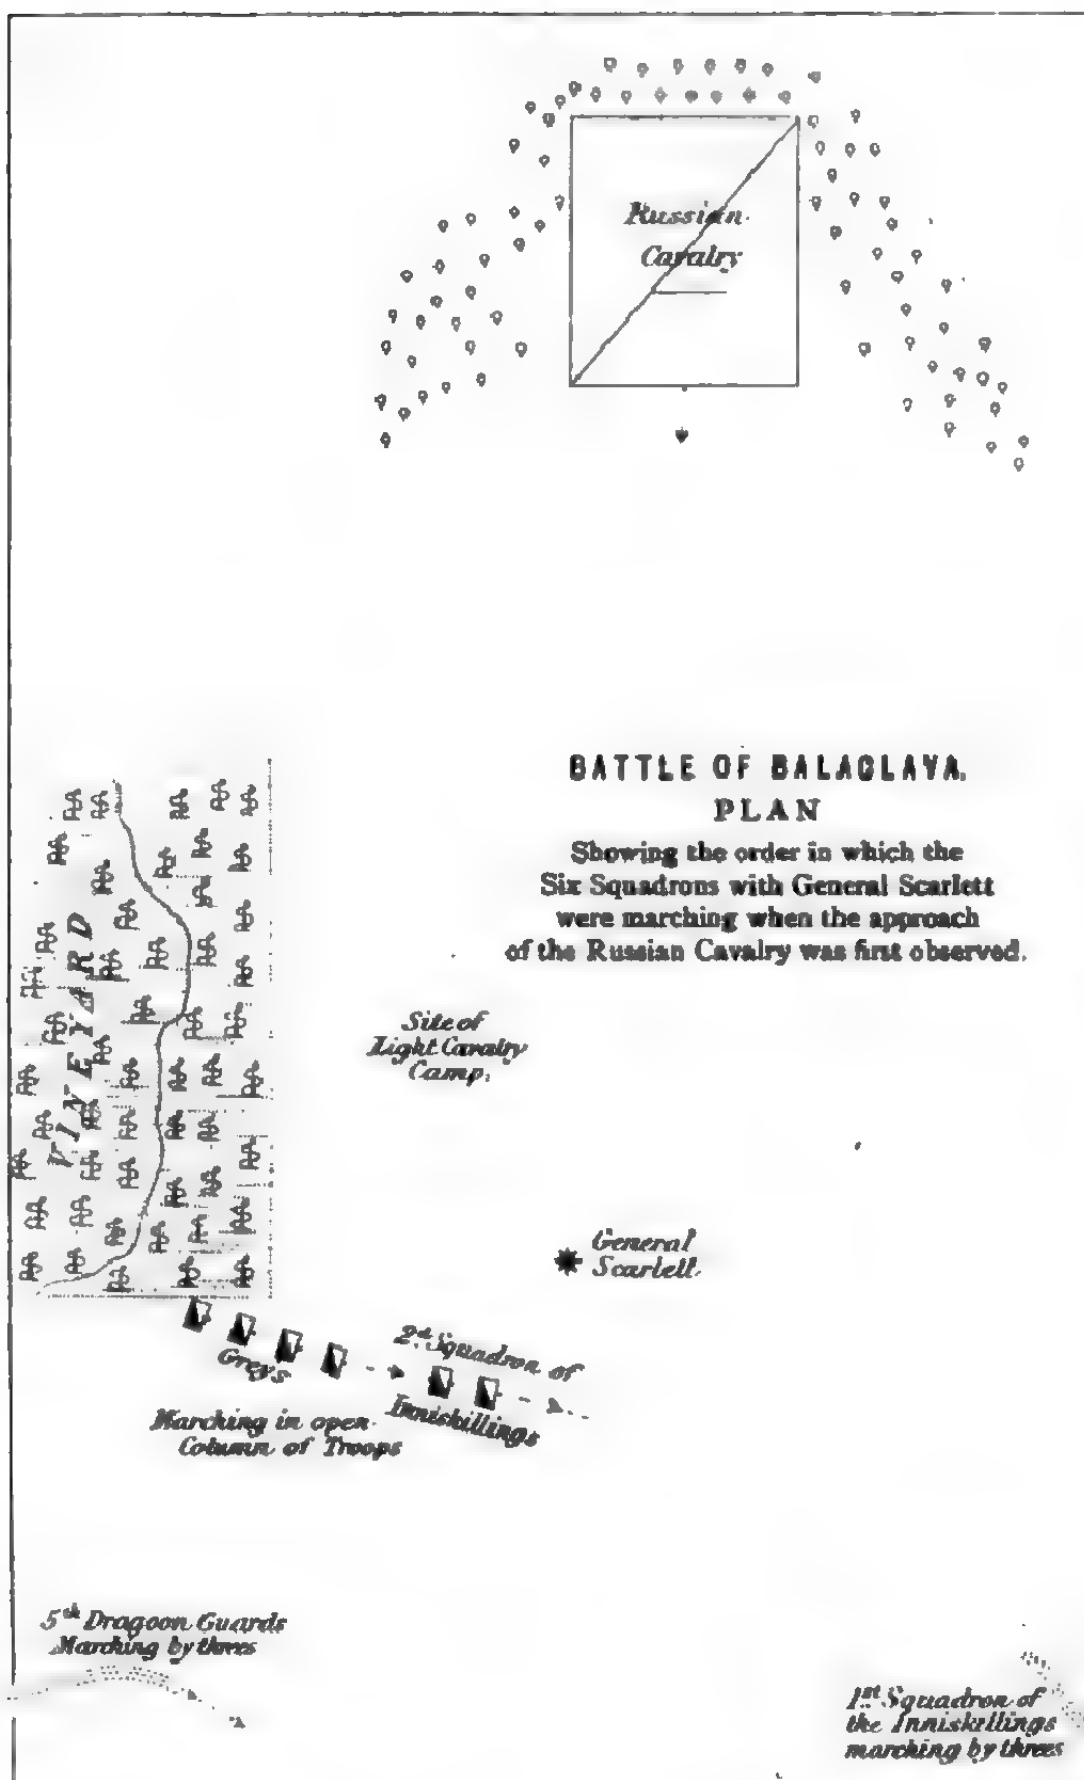 Russian
Cavalry
BATTLE OF BALACLAVA.
PLAN
Showing the order in which the
Six Squadrons with General Scarlett
were marching when the approach
of the Russian Cavalry was first observed.
VINEYARD
Site of
Light Cavalry
Camp.
General
Scarlett.
Greys
2d. Squadron of
Inniskillings
Marching in open
Column of Troops
5th Dragoon Guards
Marching by threes
1st Squadron of
the Inniskillings
marching by threes